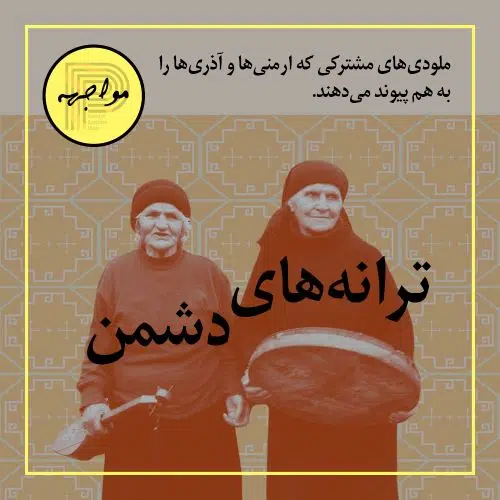 ملودی‌های مشترکی که ارمنی‌ها و آذری‌ها را
به هم پیوند می‌دهند.
مواجهه
ترانه‌های
دشمن